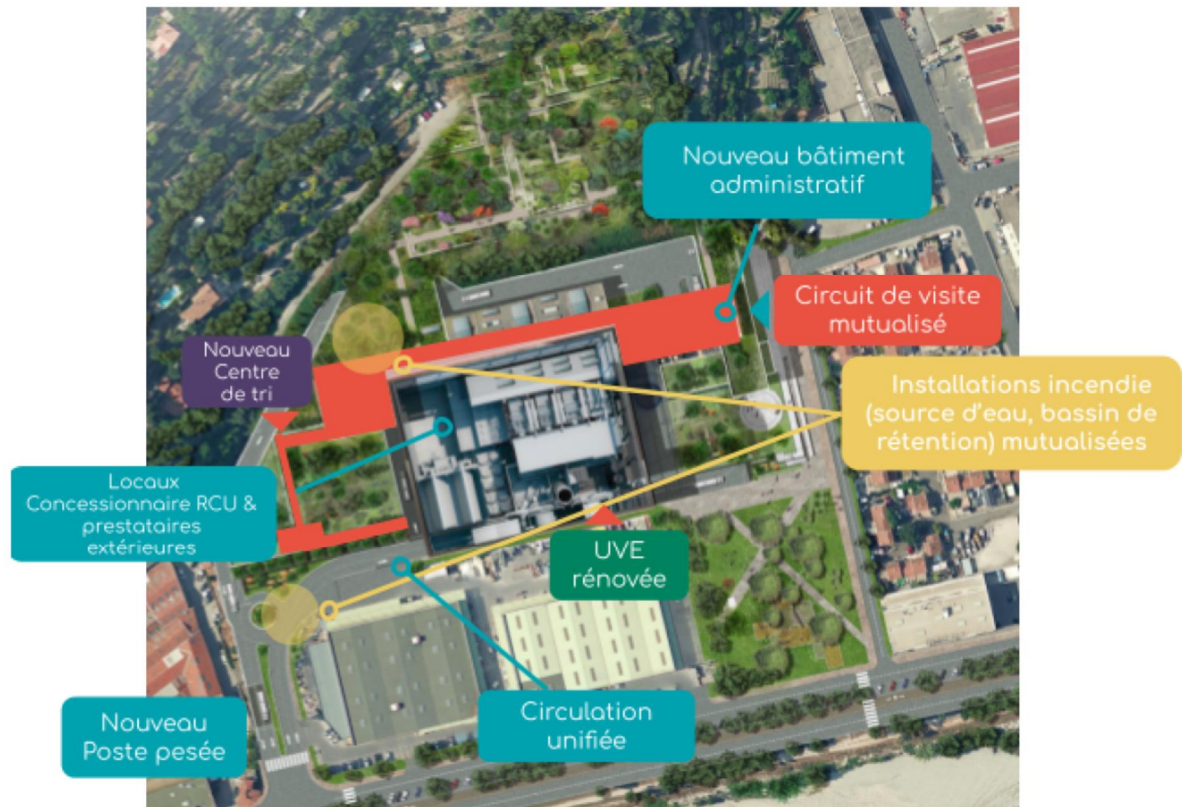 Nouveau bâtiment
administratif
Circuit de visite
mutualisé
Nouveau
Centre
de tri
Installations incendie
(source d'eau, bassin de
rétention) mutualisées
Locaux
Concessionnaire RCU &
prestataires
extérieures
UVE
rénovée
Nouveau
Poste pesée
Circulation
unifiée